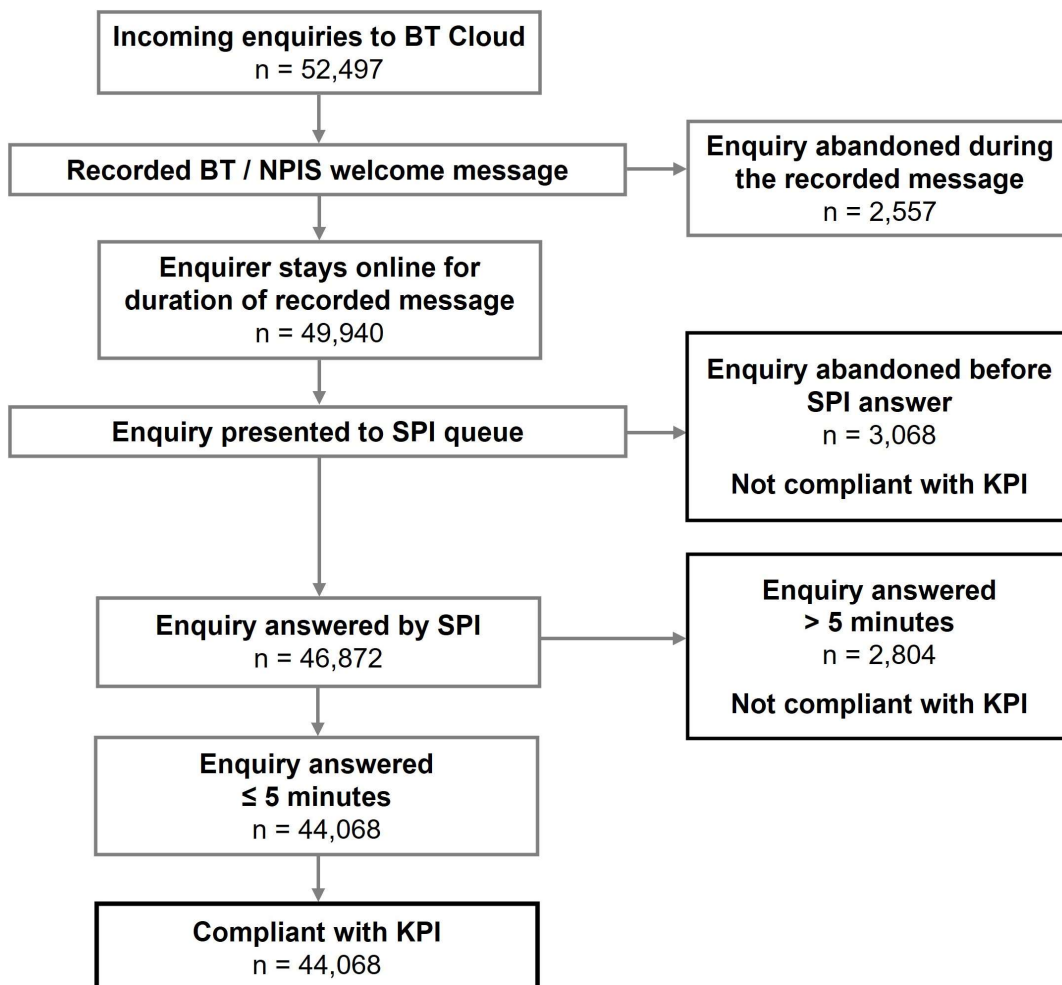 Incoming enquiries to BT Cloud
n = 52,497
Recorded BT / NPIS welcome message
Enquiry abandoned during
the recorded message
n = 2,557
Enquirer stays online for
duration of recorded message
n = 49,940
Enquiry presented to SPI queue
Enquiry abandoned before
SPI answer
n = 3,068
Not compliant with KPI
Enquiry answered by SPI
n = 46,872
Enquiry answered
> 5 minutes
n = 2,804
Not compliant with KPI
Enquiry answered
≤ 5 minutes
n = 44,068
Compliant with KPI
n = 44,068